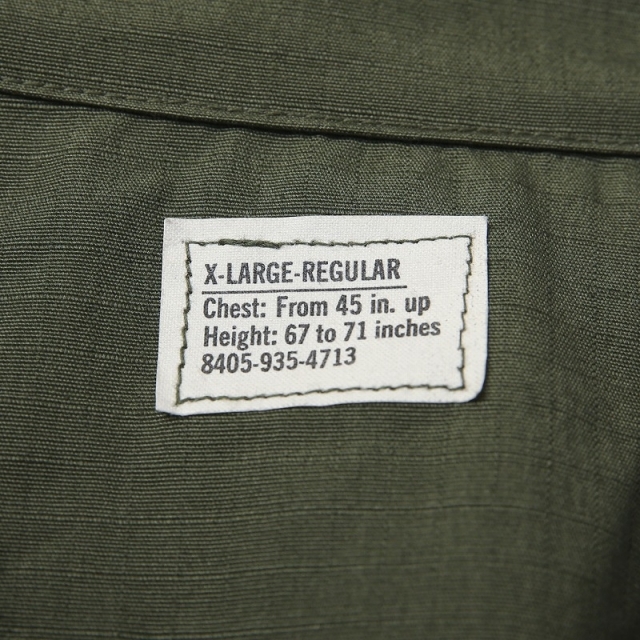 X-LARGE-REGULAR
Chest: From 45 in. up
Height: 67 to 71 inches
8405-935-4713